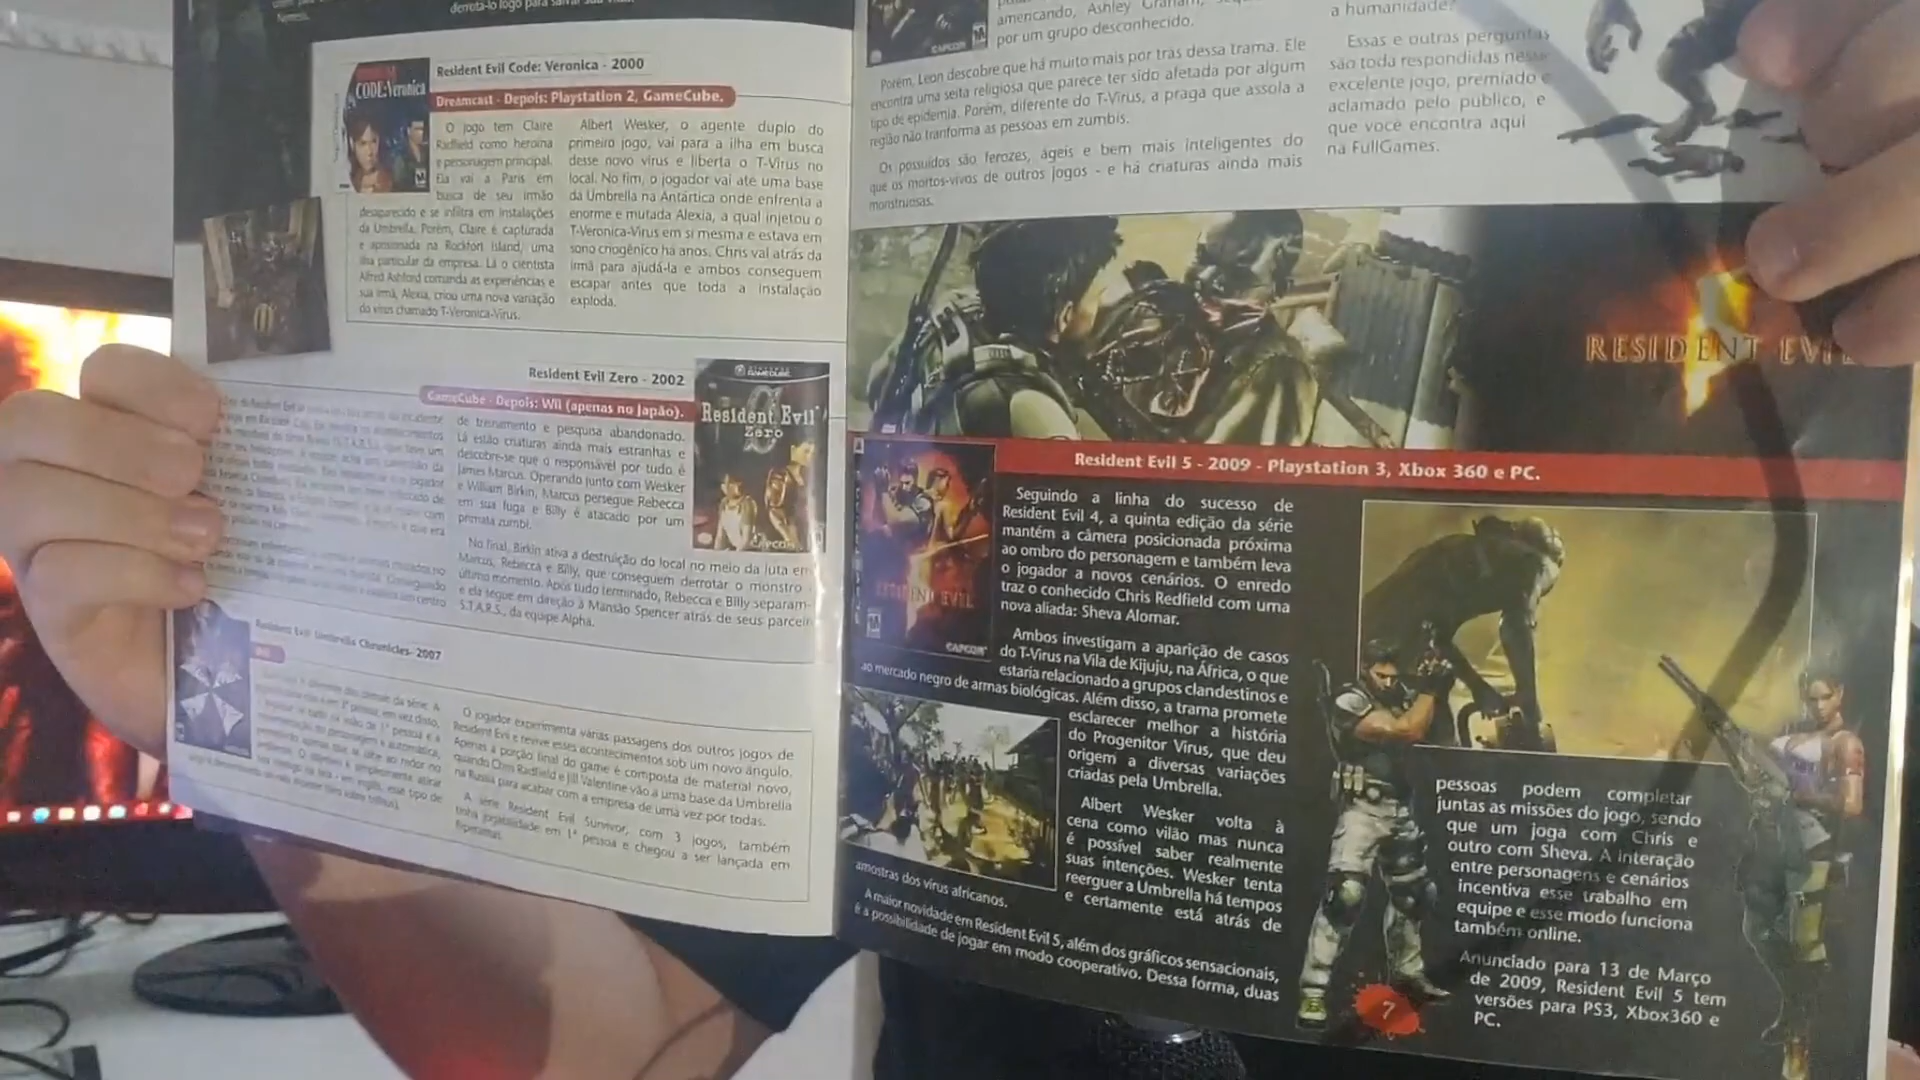 Nemesis.
derrotá-lo logo para salvar sua
Resident Evil Code: Veronica - 2000
CODE:Veronica
Dreamcast - Depois: Playstation 2, GameCube.
O jogo tem Claire
Radfield como heroína
e personagem principal.
Ela vai a Paris em
busca de seu irmão
desaparecido e se infiltra em instalações
da Umbrella. Porém, Claire é capturada
e aprisionada na Rockfort Island, uma
ilha particular da empresa. Lá o cientista
Alfred Ashford comanda as experiências e
sua irmã, Alexia, criou uma nova variação
do vírus chamado T-Veronica-Virus.
Albert Wesker, o agente duplo do
primeiro jogo, vai para a ilha em busca
desse novo vírus e liberta o T-Virus no
local. No fim, o jogador vai até uma base
da Umbrella na Antártica onde enfrenta a
enorme e mutada Alexia, a qual injetou o
T-Veronica-Virus em si mesma e estava em
sono criogênico há anos. Chris vai atrás da
irmã para ajudá-la e ambos conseguem
escapar antes que toda a instalação
exploda.
Resident Evil Zero - 2002
GameCube - Depois: Wii (apenas no Japão).
Resident Evil
Zero
de treinamento e pesquisa abandonado.
Lá estão criaturas ainda mais estranhas e
descobre-se que o responsável por tudo é
James Marcus. Operando junto com Wesker
e William Birkin, Marcus persegue Rebecca
em sua fuga e Billy é atacado por um
primata zumbi.
No final, Birkin ativa a destruição do local no meio da luta em
Marcus, Rebecca e Billy, que conseguem derrotar o monstro
último momento. Após tudo terminado, Rebecca e Billy separam-
e ela segue em direção à Mansão Spencer atrás de seus parcei
S.T.A.R.S., da equipe Alpha.
Resident Evil: Umbrella Chronicles- 2007
Wii
O jogador experimenta várias passagens dos outros jogos de
Resident Evil e revive esses acontecimentos sob um novo ângulo.
Apenas a porção final do game é composta de material novo,
quando Chris Radfield e Jill Valentine vão a uma base da Umbrella
na Rússia para acabar com a empresa de uma vez por todas.
A série Resident Evil Survivor, com 3 jogos, também
tinha jogabilidade em 1ª pessoa e chegou a ser lançada em
CAPCOM
americando, Ashley Graham,
por um grupo desconhecido.
Porém, Leon descobre que há muito mais por trás dessa trama. Ele
encontra uma seita religiosa que parece ter sido afetada por algum
tipo de epidemia. Porém, diferente do T-Virus, a praga que assola a
região não tranforma as pessoas em zumbis.
Os possuídos são ferozes, ágeis e bem mais inteligentes do
que os mortos-vivos de outros jogos - e há criaturas ainda mais
monstruosas.
a humanidade?
Essas e outras perguntas
são toda respondidas nesse
excelente jogo, premiado e
aclamado pelo público, e
que você encontra aqui
na FullGames.
RESIDENT EVIL
Resident Evil 5 - 2009 - Playstation 3, Xbox 360 e PC.
RESIDENT EVIL
CAPCOM
Seguindo a linha do sucesso de
Resident Evil 4, a quinta edição da série
mantém a câmera posicionada próxima
ao ombro do personagem e também leva
o jogador a novos cenários. O enredo
traz o conhecido Chris Redfield com uma
nova aliada: Sheva Alomar.
Ambos investigam a aparição de casos
do T-Virus na Vila de Kijuju, na África, o que
estaria relacionado a grupos clandestinos e
ao mercado negro de armas biológicas. Além disso, a trama promete
esclarecer melhor a história
do Progenitor Virus, que deu
origem a diversas variações
criadas pela Umbrella.
Albert Wesker volta à
cena como vilão mas nunca
é possível saber realmente
suas intenções. Wesker tenta
reerguer a Umbrella há tempos
e certamente está atrás de
amostras dos vírus africanos.
A maior novidade em Resident Evil 5, além dos gráficos sensacionais,
é a possibilidade de jogar em modo cooperativo. Dessa forma, duas
pessoas podem completar
juntas as missões do jogo, sendo
que um joga com Chris e
outro com Sheva. A interação
entre personagens e cenários
incentiva esse trabalho em
equipe e esse modo funciona
também online.
Anunciado para 13 de Março
de 2009, Resident Evil 5 tem
versões para PS3, Xbox360 e
PC.
7